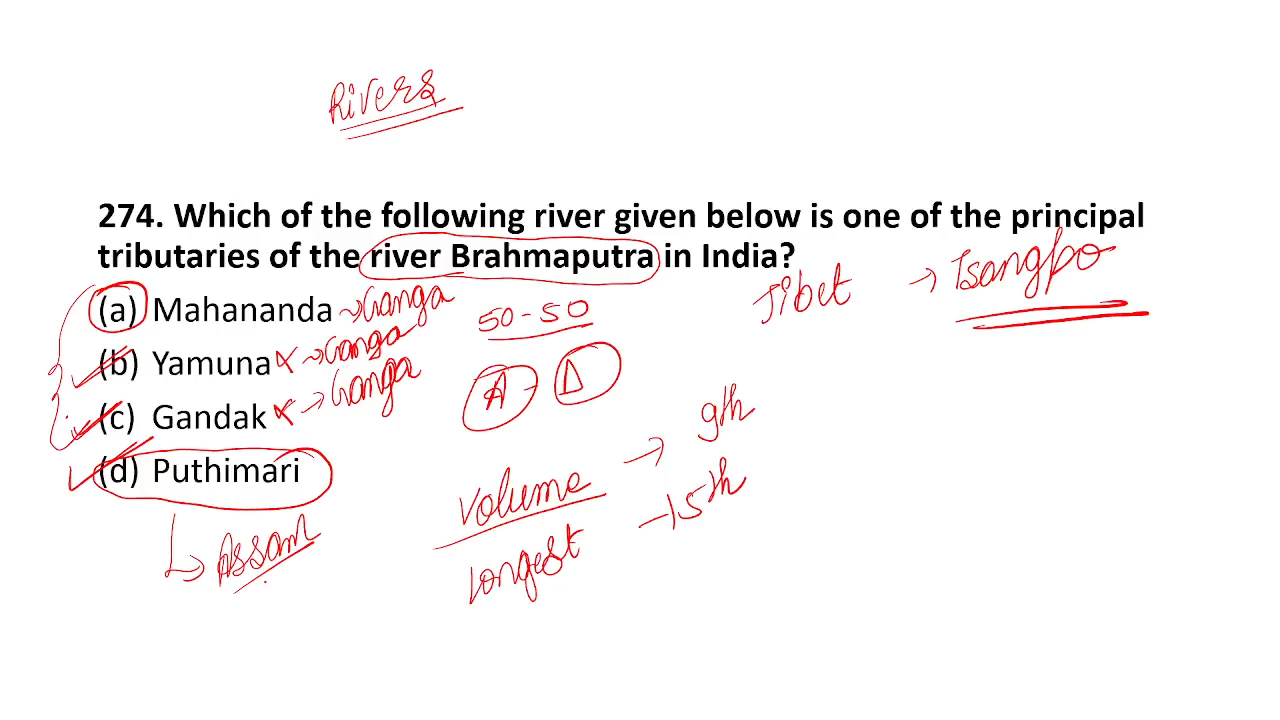 Rivers
274. Which of the following river given below is one of the principal
tributaries of the river Brahmaputra in India?
Tibet → Tsangpo
(a) Mahananda → Ganga
50-50
(b) Yamuna × → Ganga
(c) Gandak × → Ganga
A - D
(d) Puthimari
→ Assam
Volume → 9th
Longest → 15th